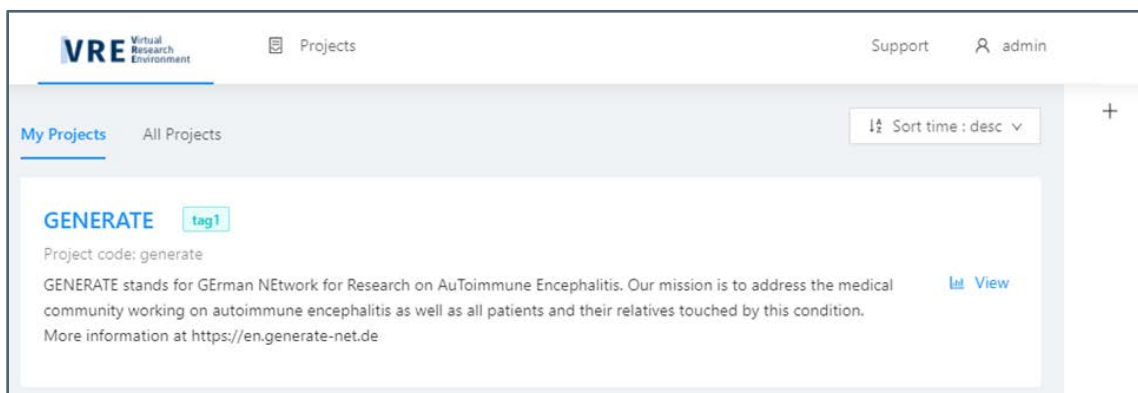 VRE Virtual Research Environment
Projects
Support
admin
My Projects
All Projects
Sort time : desc
GENERATE
tag1
Project code: generate
GENERATE stands for GErman NEtwork for Research on AuToimmune Encephalitis. Our mission is to address the medical
community working on autoimmune encephalitis as well as all patients and their relatives touched by this condition.
More information at https://en.generate-net.de
View